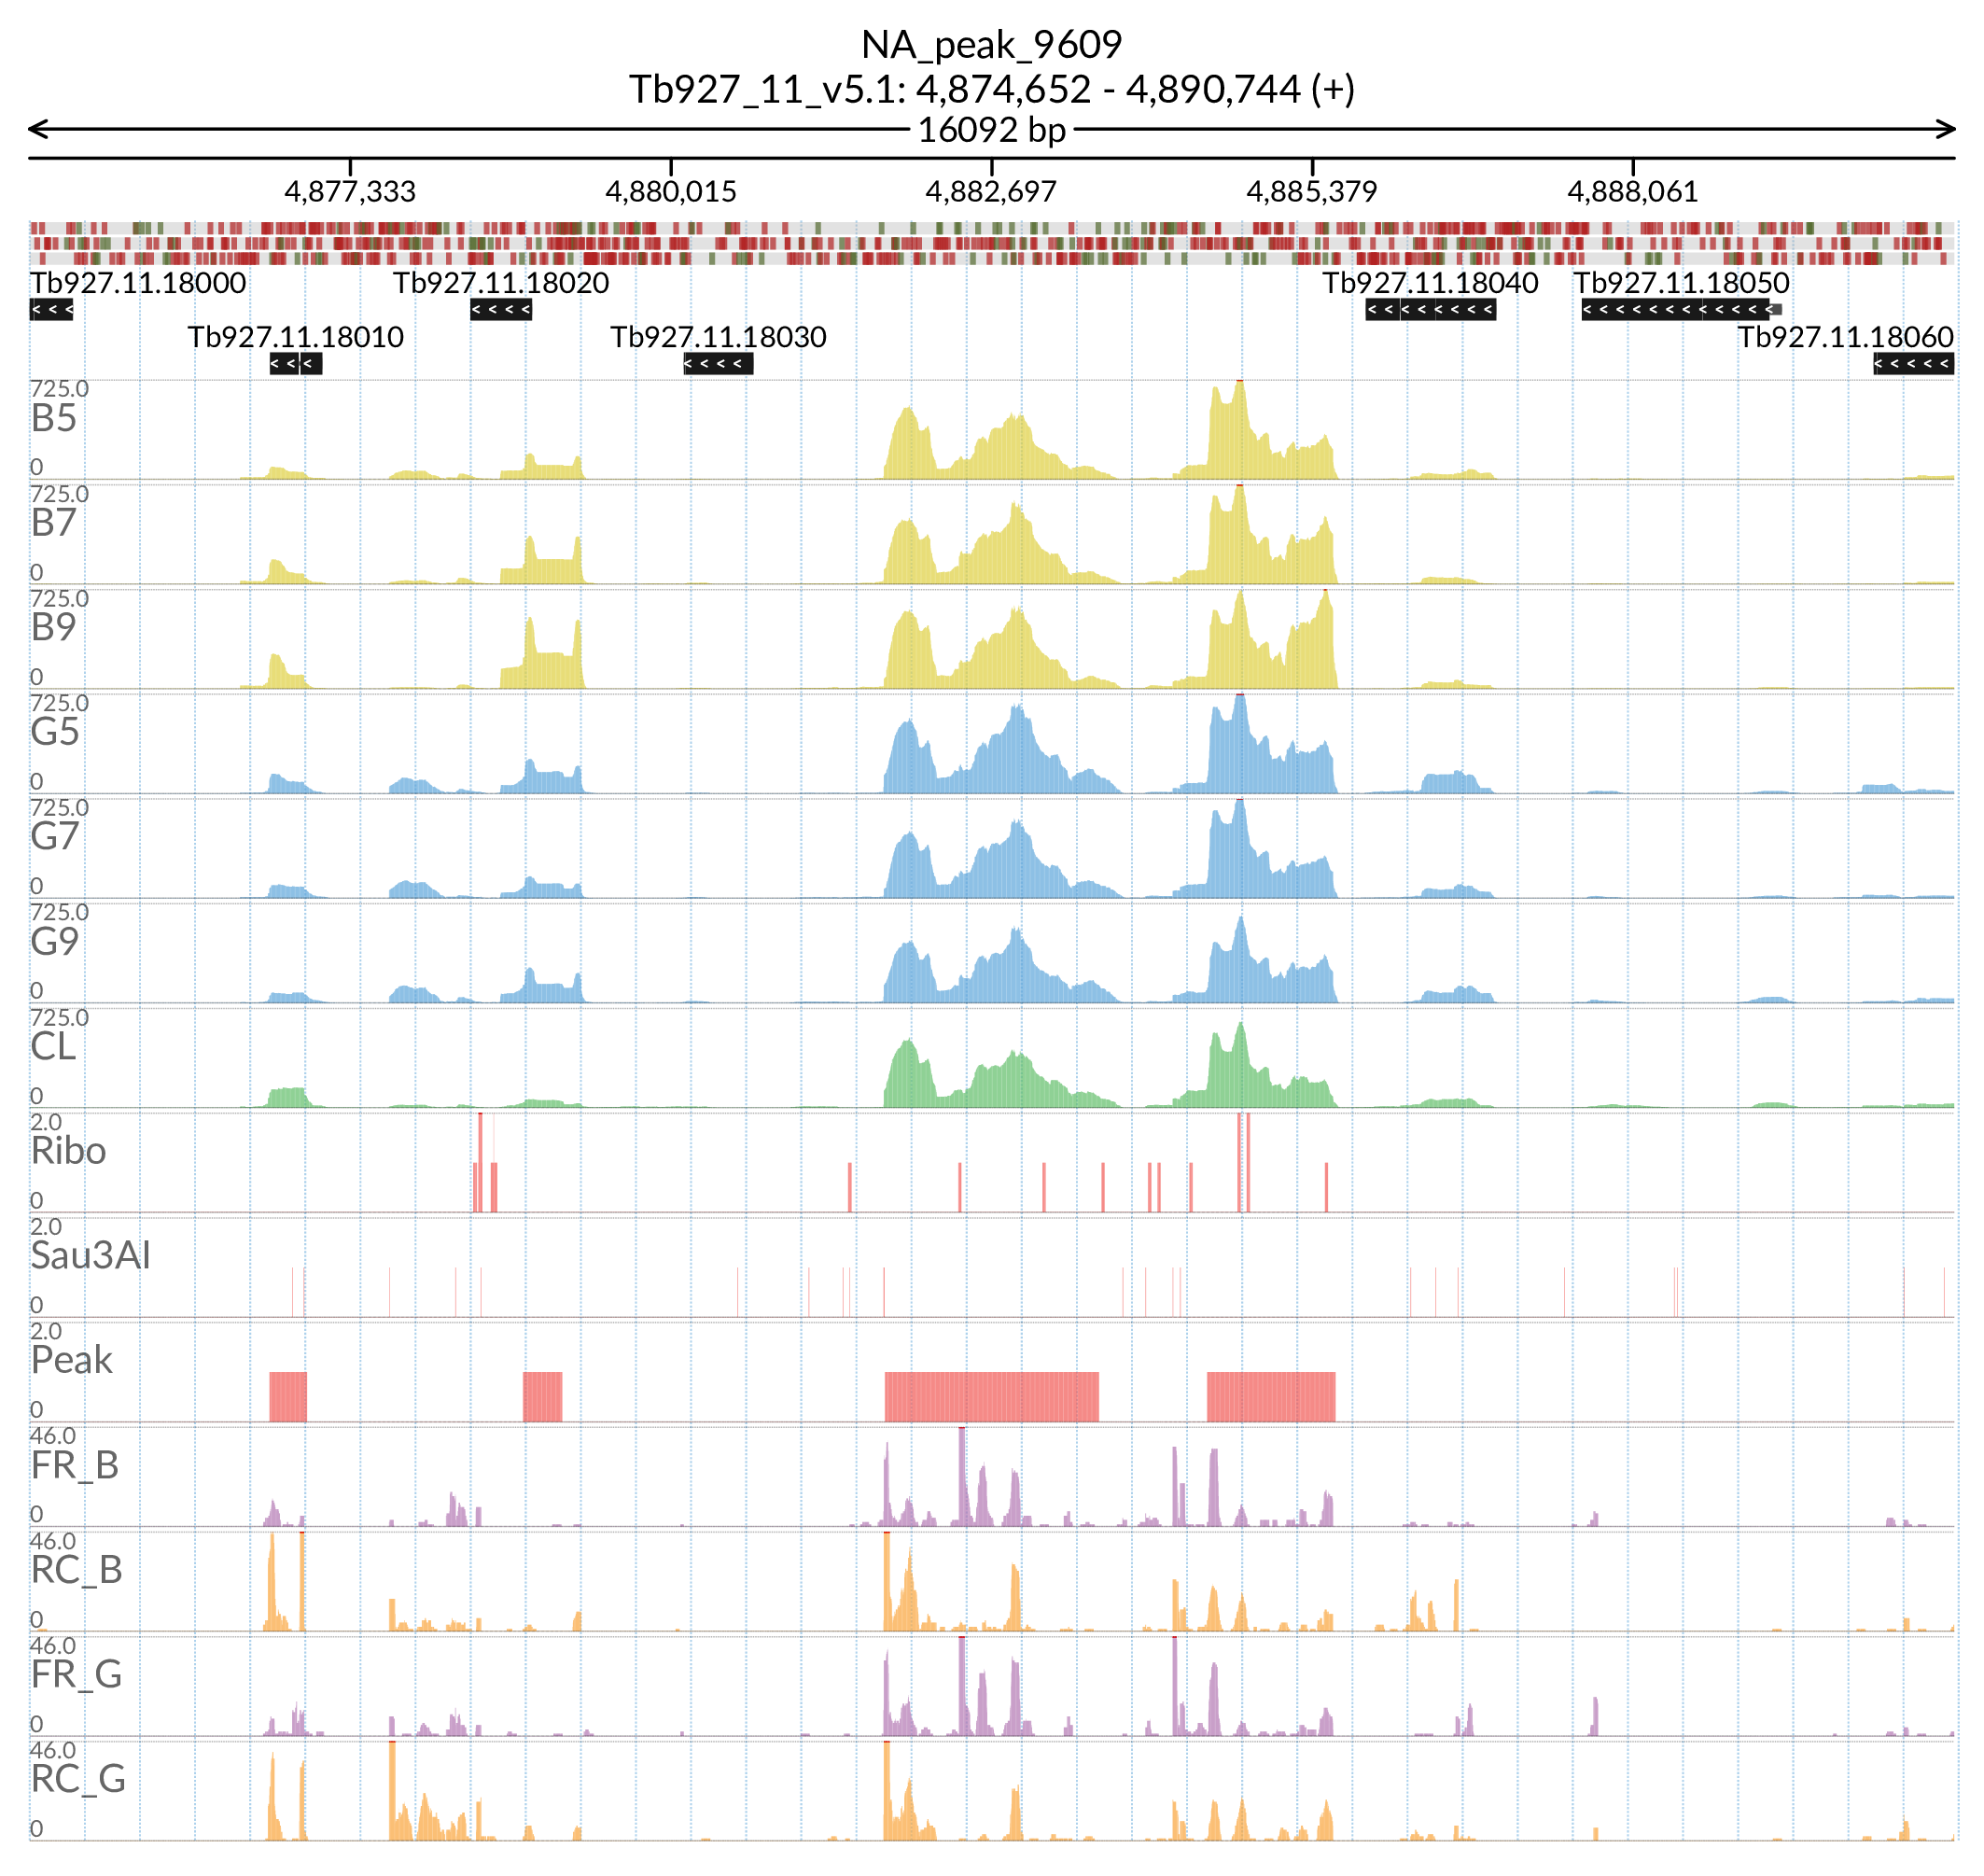 NA_peak_9609
Tb927_11_v5.1: 4,874,652 - 4,890,744 (+)
16092 bp
4,877,333 4,880,015 4,882,697 4,885,379 4,888,061
Tb927.11.18000 Tb927.11.18020 Tb927.11.18040 Tb927.11.18050
Tb927.11.18010 Tb927.11.18030 Tb927.11.18060
725.0
B5
0
725.0
B7
0
725.0
B9
0
725.0
G5
0
725.0
G7
0
725.0
G9
0
725.0
CL
0
2.0
Ribo
0
2.0
Sau3AI
0
2.0
Peak
0
46.0
FR_B
0
46.0
RC_B
0
46.0
FR_G
0
46.0
RC_G
0